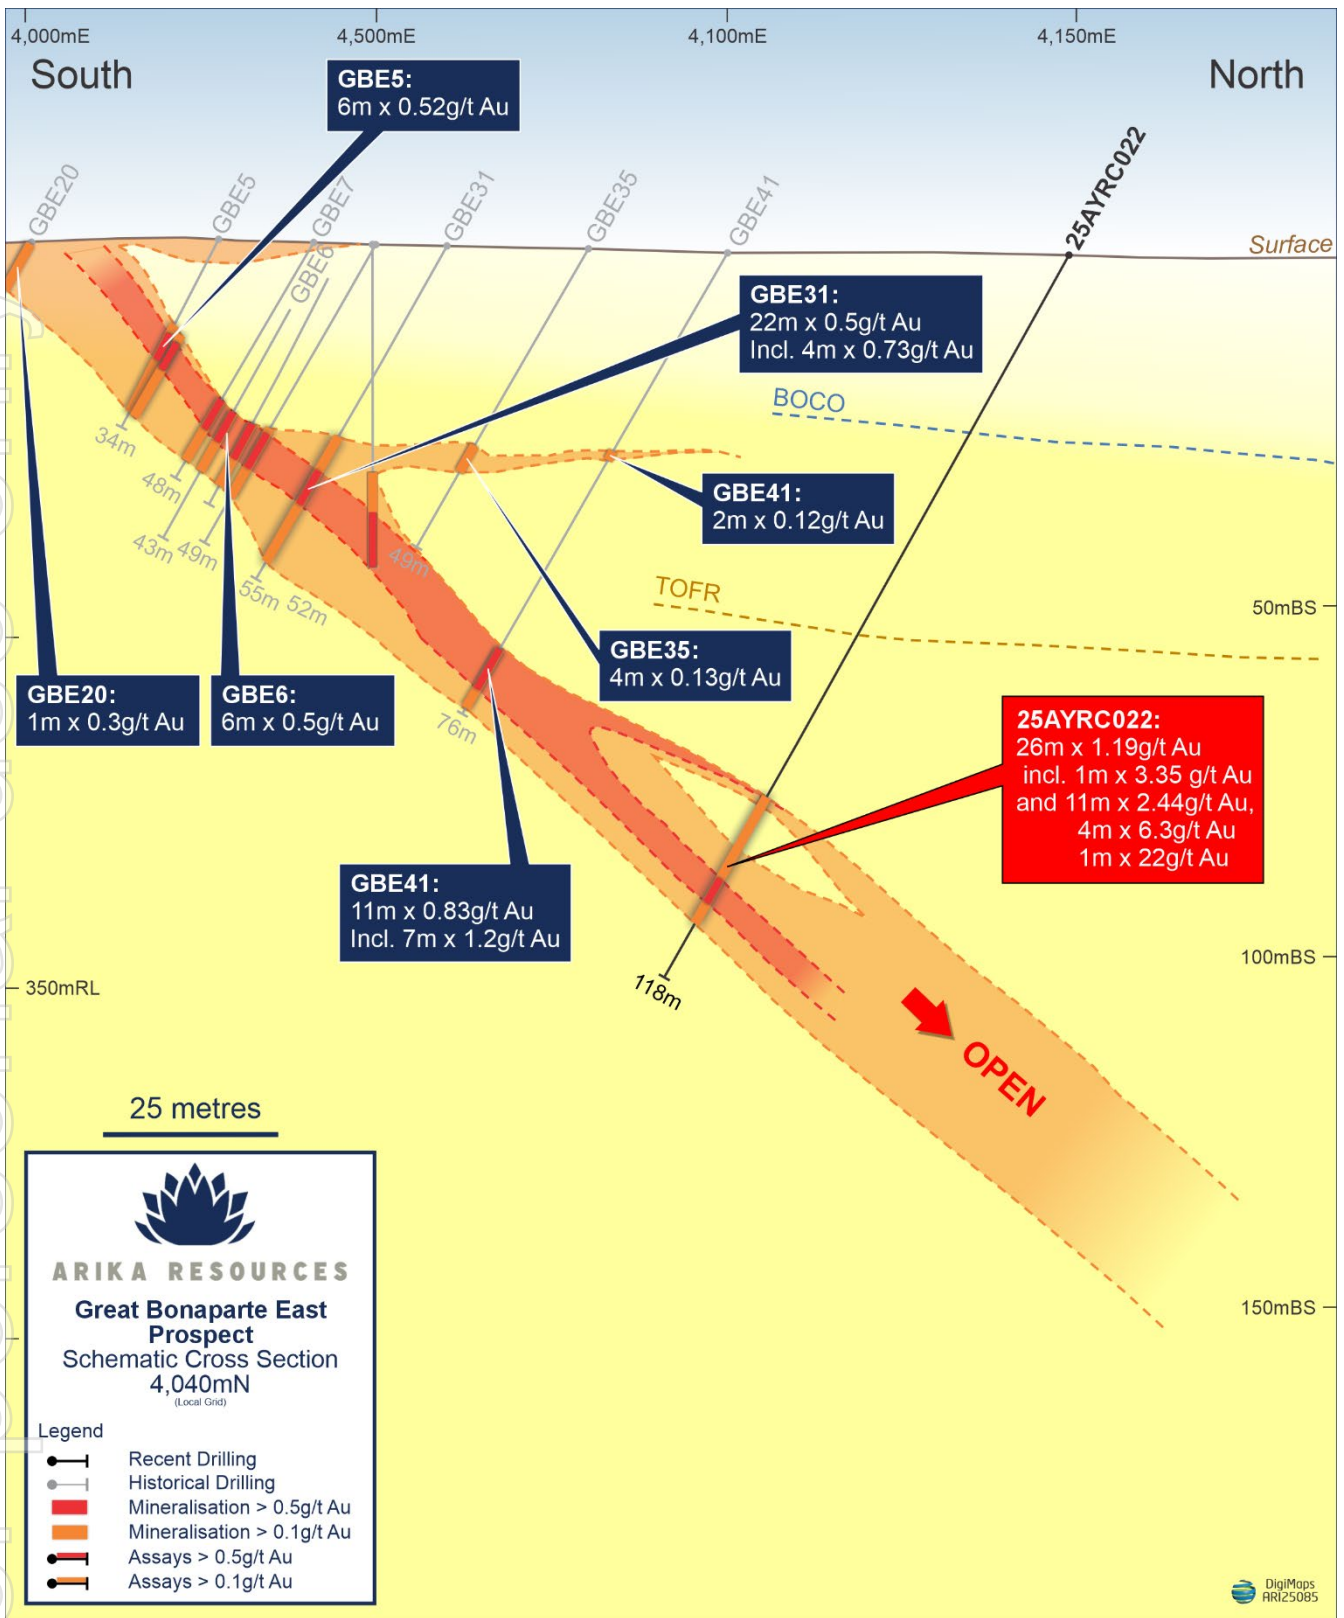 4,000mE
4,500mE
4,100mE
4,150mE
South
North
GBE5:
6m x 0.52g/t Au
GBE20
GBE5
GBE7
GBE6
GBE31
GBE35
GBE41
25AYRC022
Surface
GBE31:
22m x 0.5g/t Au
Incl. 4m x 0.73g/t Au
BOCO
34m
48m
43m
49m
55m
52m
49m
GBE41:
2m x 0.12g/t Au
TOFR
50mBS
GBE35:
4m x 0.13g/t Au
GBE20:
1m x 0.3g/t Au
GBE6:
6m x 0.5g/t Au
76m
25AYRC022:
26m x 1.19g/t Au
incl. 1m x 3.35 g/t Au
and 11m x 2.44g/t Au,
4m x 6.3g/t Au
1m x 22g/t Au
GBE41:
11m x 0.83g/t Au
Incl. 7m x 1.2g/t Au
118m
100mBS
350mRL
OPEN
25 metres
ARIKA RESOURCES
Great Bonaparte East
Prospect
Schematic Cross Section
4,040mN
(Local Grid)
150mBS
Legend
Recent Drilling
Historical Drilling
Mineralisation > 0.5g/t Au
Mineralisation > 0.1g/t Au
Assays > 0.5g/t Au
Assays > 0.1g/t Au
DigiMaps
ARI25085